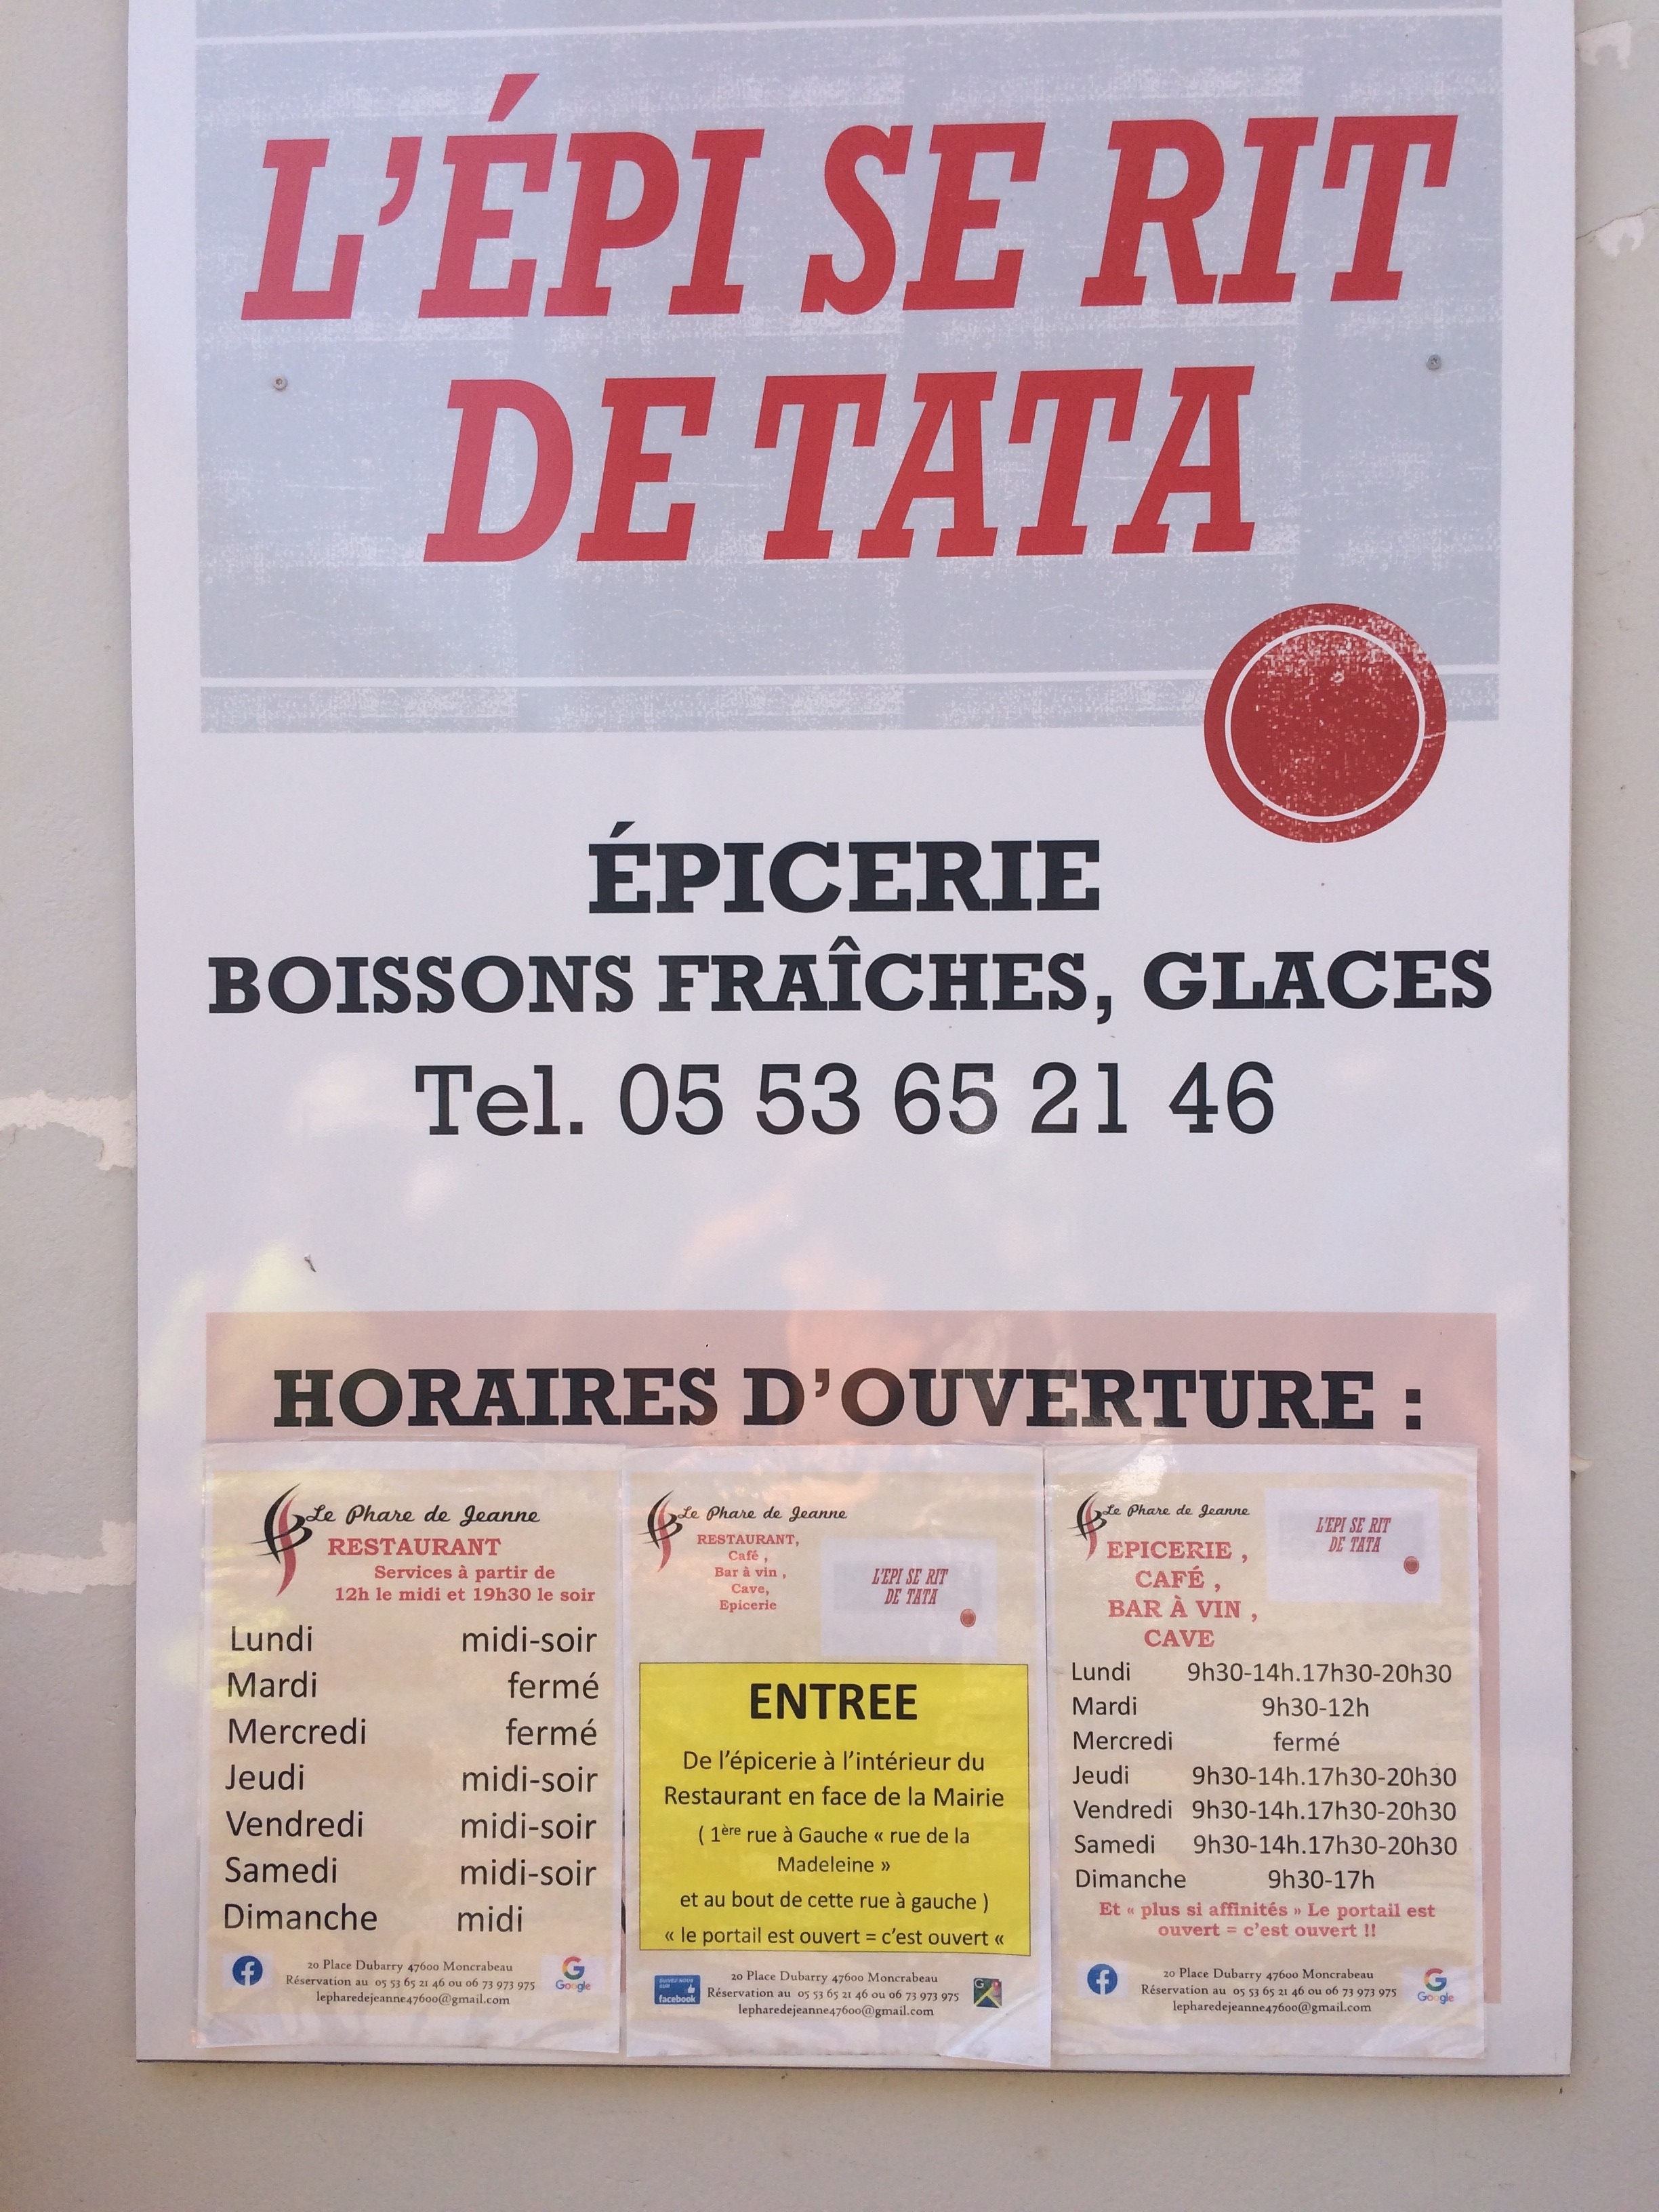 L'ÉPI SE RIT
DE TATA
ÉPICERIE
BOISSONS FRAÎCHES, GLACES
Tel. 05 53 65 21 46
HORAIRES D'OUVERTURE :
Le Phare de Jeanne
RESTAURANT
Services à partir de
12h le midi et 19h30 le soir
Lundi midi-soir
Mardi fermé
Mercredi fermé
Jeudi midi-soir
Vendredi midi-soir
Samedi midi-soir
Dimanche midi
20 Place Dubarry 47600 Moncrabeau
Réservation au 05 53 65 21 46 ou 06 73 973 975
lepharedejeanne47600@gmail.com
Google
Le Phare de Jeanne
RESTAURANT,
Café ,
Bar à vin ,
Cave,
Epicerie
L'EPI SE RIT
DE TATA
ENTREE
De l'épicerie à l'intérieur du
Restaurant en face de la Mairie
( 1ère rue à Gauche « rue de la
Madeleine »
et au bout de cette rue à gauche )
« le portail est ouvert = c'est ouvert «
facebook
20 Place Dubarry 47600 Moncrabeau
Réservation au 05 53 65 21 46 ou 06 73 973 975
lepharedejeanne47600@gmail.com
Le Phare de Jeanne
EPICERIE ,
CAFÉ ,
BAR À VIN ,
CAVE
L'EPI SE RIT
DE TATA
Lundi 9h30-14h.17h30-20h30
Mardi 9h30-12h
Mercredi fermé
Jeudi 9h30-14h.17h30-20h30
Vendredi 9h30-14h.17h30-20h30
Samedi 9h30-14h.17h30-20h30
Dimanche 9h30-17h
Et « plus si affinités » Le portail est
ouvert = c'est ouvert !!
20 Place Dubarry 47600 Moncrabeau
Réservation au 05 53 65 21 46 ou 06 73 973 975
lepharedejeanne47600@gmail.com
Google